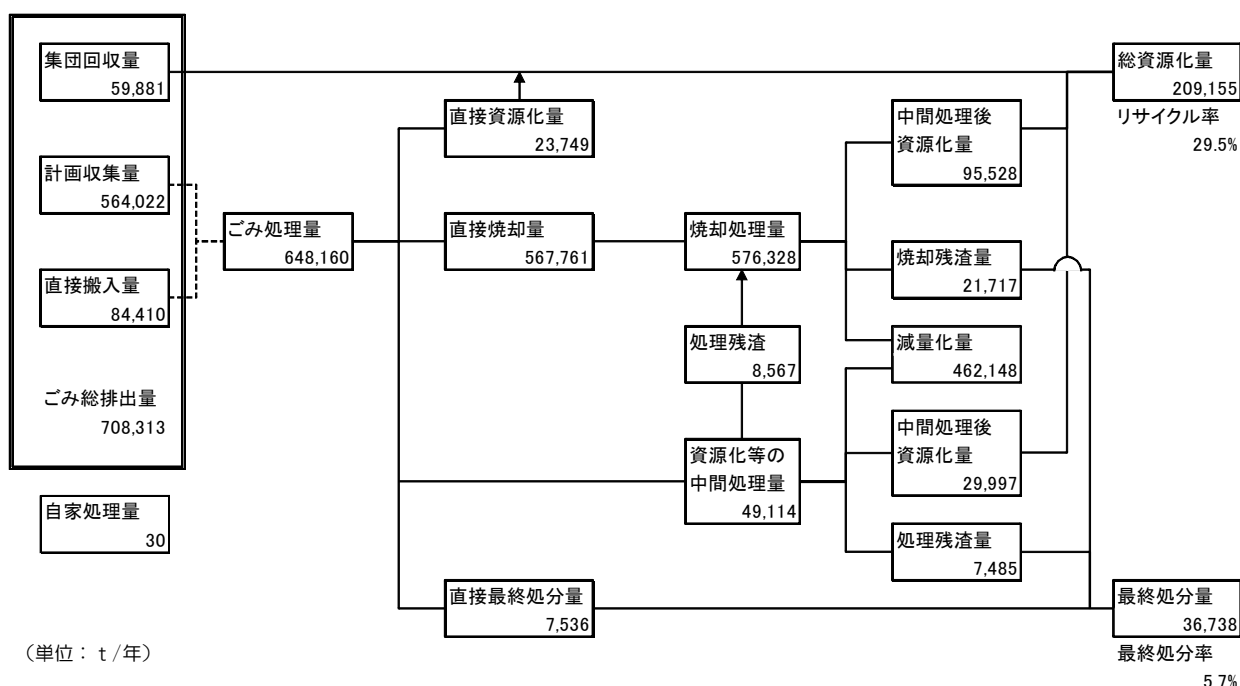 集団回収量
59,881
計画収集量
564,022
直接搬入量
84,410
ごみ総排出量
708,313
自家処理量
30
(単位：ｔ/年)
ごみ処理量
648,160
直接資源化量
23,749
直接焼却量
567,761
直接最終処分量
7,536
焼却処理量
576,328
処理残渣
8,567
資源化等の
中間処理量
49,114
中間処理後
資源化量
95,528
焼却残渣量
21,717
減量化量
462,148
中間処理後
資源化量
29,997
処理残渣量
7,485
総資源化量
209,155
リサイクル率
29.5%
最終処分量
36,738
最終処分率
5.7%